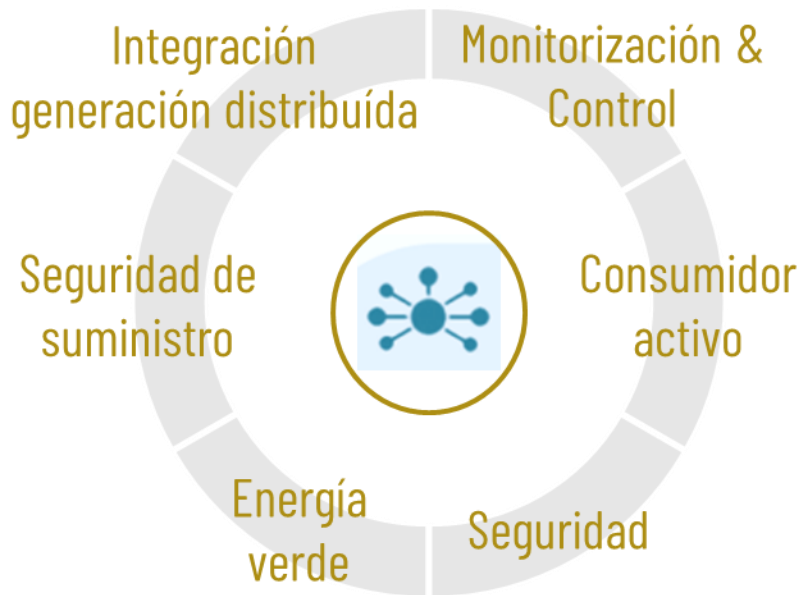 Integración
generación distribuída
Monitorización &
Control
Seguridad de
suministro
Consumidor
activo
Energía
verde
Seguridad